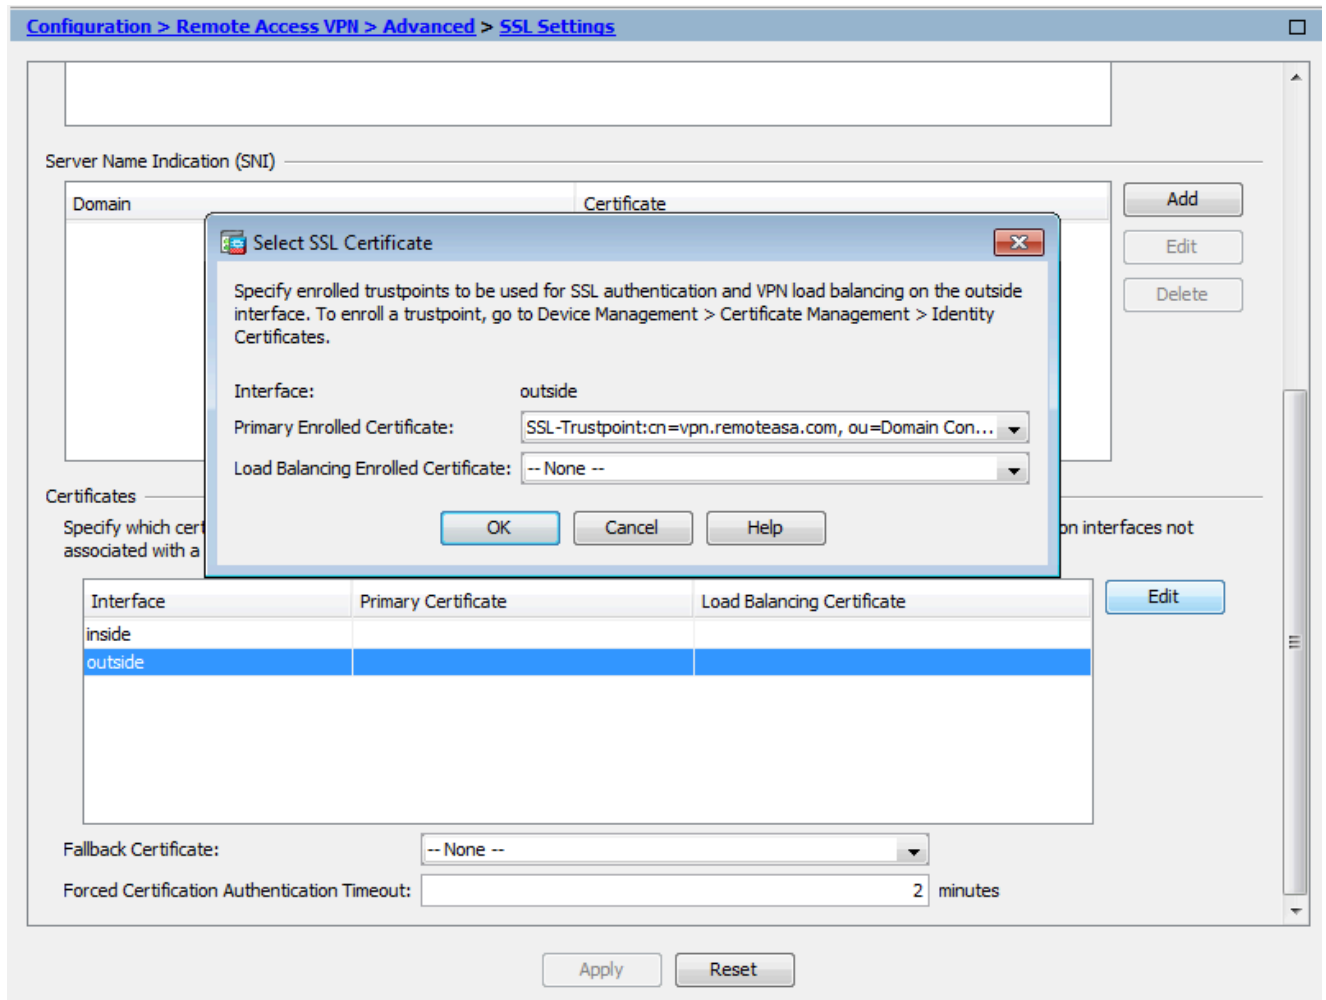 Configuration > Remote Access VPN > Advanced > SSL Settings
Server Name Indication (SNI)
Domain Certificate
Add
Edit
Delete
Select SSL Certificate
Specify enrolled trustpoints to be used for SSL authentication and VPN load balancing on the outside
interface. To enroll a trustpoint, go to Device Management > Certificate Management > Identity
Certificates.
Interface: outside
Primary Enrolled Certificate: SSL-Trustpoint:cn=vpn.remoteasa.com, ou=Domain Con...
Load Balancing Enrolled Certificate: -- None --
OK Cancel Help
Certificates
Specify which cert on interfaces not
associated with a
Interface Primary Certificate Load Balancing Certificate
Edit
inside
outside
Fallback Certificate: -- None --
Forced Certification Authentication Timeout: 2 minutes
Apply Reset